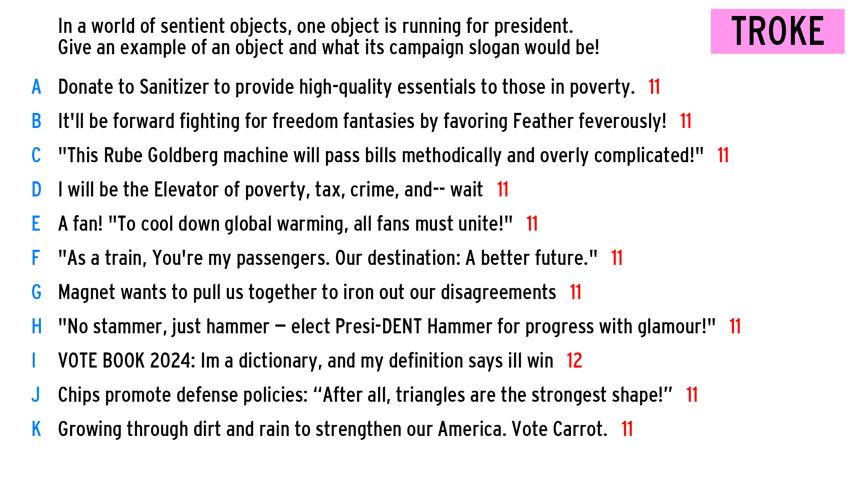 In a world of sentient objects, one object is running for president.
Give an example of an object and what its campaign slogan would be!
TROKE
A Donate to Sanitizer to provide high-quality essentials to those in poverty. 11
B It'll be forward fighting for freedom fantasies by favoring Feather feverously! 11
C "This Rube Goldberg machine will pass bills methodically and overly complicated!" 11
D I will be the Elevator of poverty, tax, crime, and-- wait 11
E A fan! "To cool down global warming, all fans must unite!" 11
F "As a train, You're my passengers. Our destination: A better future." 11
G Magnet wants to pull us together to iron out our disagreements 11
H "No stammer, just hammer – elect Presi-DENT Hammer for progress with glamour!" 11
I VOTE BOOK 2024: Im a dictionary, and my definition says ill win 12
J Chips promote defense policies: “After all, triangles are the strongest shape!” 11
K Growing through dirt and rain to strengthen our America. Vote Carrot. 11